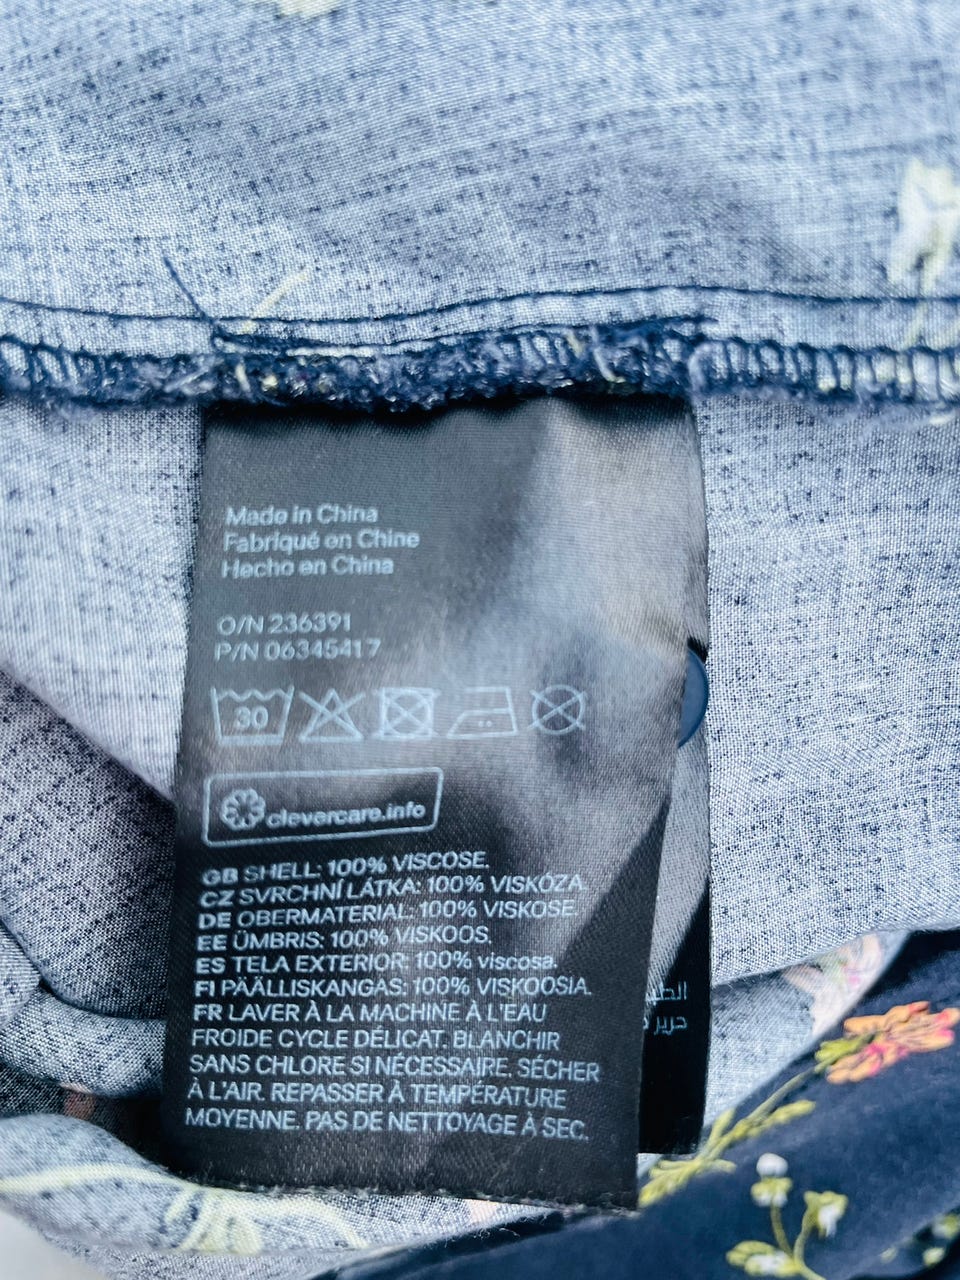 Made in China
Fabriqué en Chine
Hecho en China
O/N 236391
P/N 06345417
30
clevercare.info
GB SHELL: 100% VISCOSE.
CZ SVRCHNÍ LÁTKA: 100% VISKÓZA
DE OBERMATERIAL: 100% VISKOSE.
EE ÜMBRIS: 100% VISKOOS.
ES TELA EXTERIOR: 100% viscosa.
FI PÄÄLLISKANGAS: 100% VISKOOSIA.
FR LAVER À LA MACHINE À L'EAU
FROIDE CYCLE DÉLICAT. BLANCHIR
SANS CHLORE SI NÉCESSAIRE. SÉCHER
À L'AIR. REPASSER À TEMPÉRATURE
MOYENNE. PAS DE NETTOYAGE À SEC.
حرير